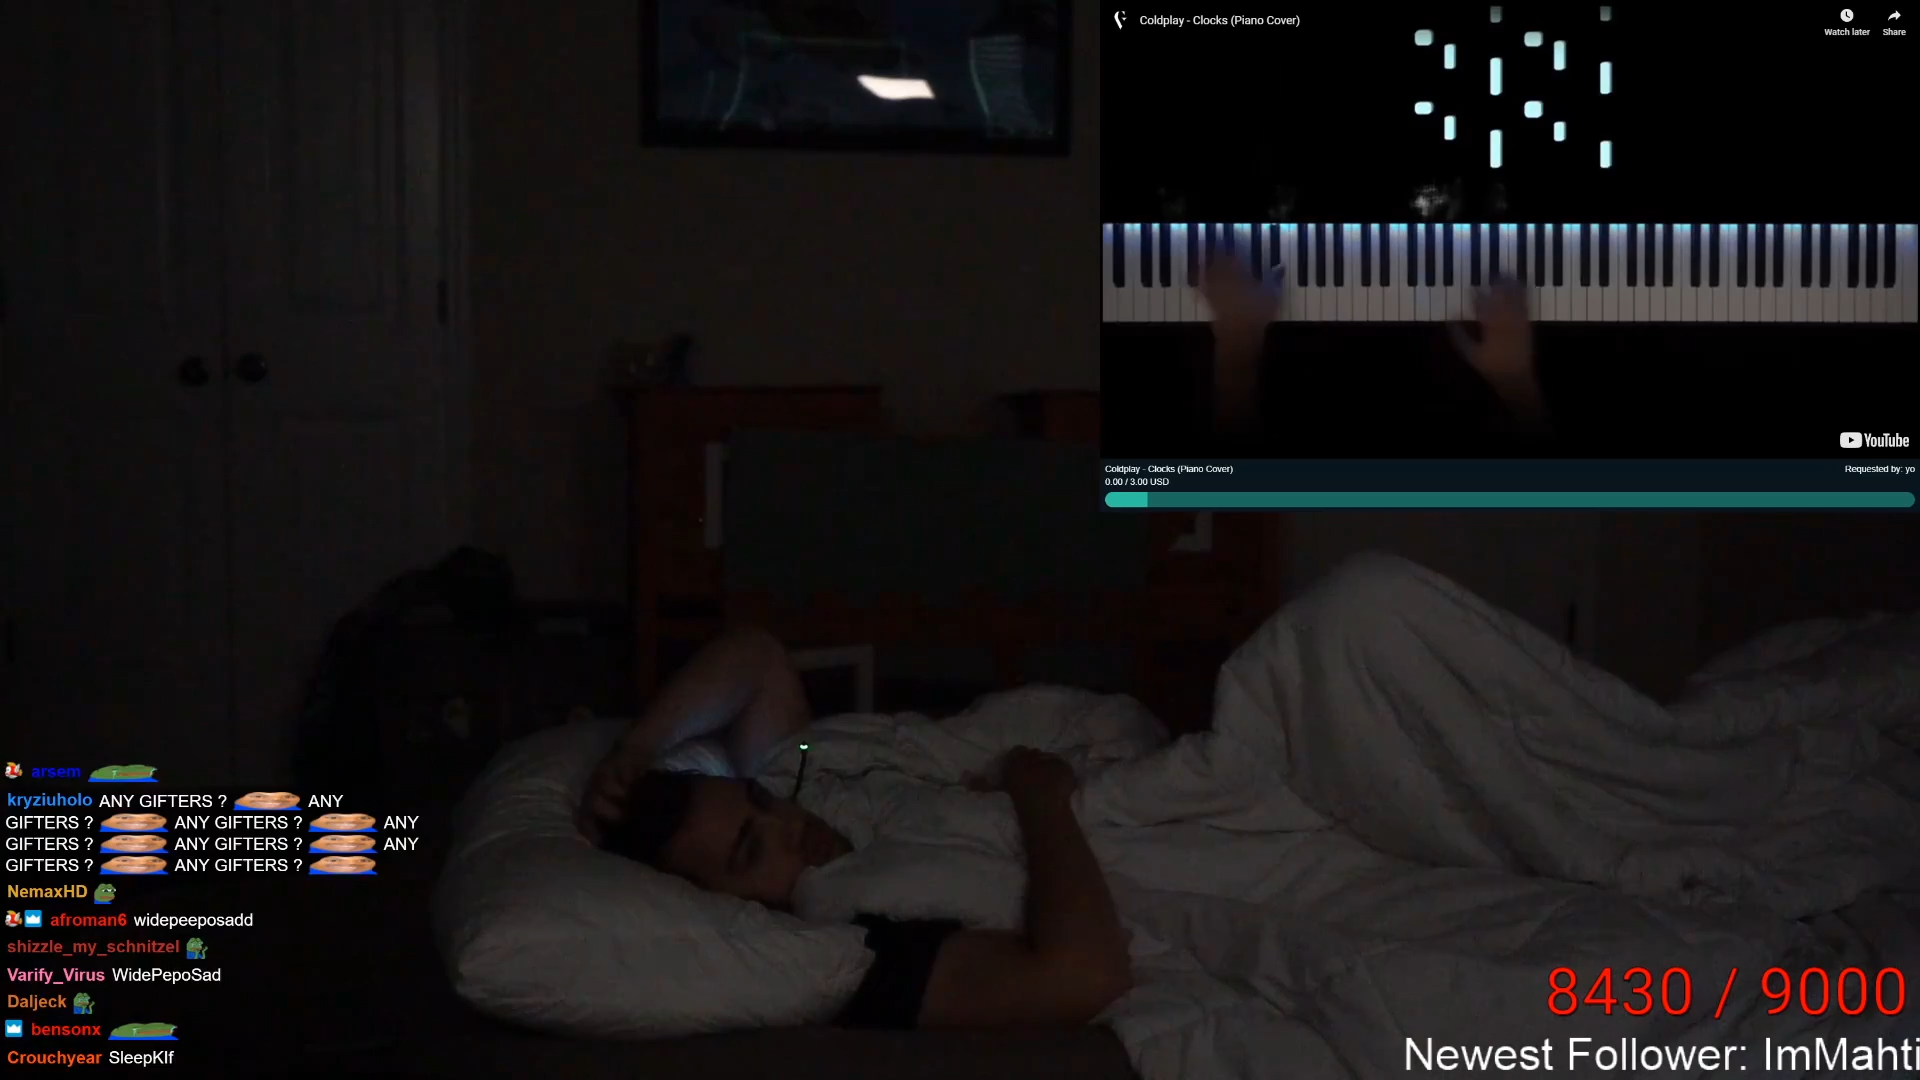 Coldplay - Clocks (Piano Cover)
Watch later
Share
YouTube
Coldplay - Clocks (Piano Cover)
Requested by: yo
0.00 / 3.00 USD
arsem
kryziuholo ANY GIFTERS ? ANY
GIFTERS ? ANY GIFTERS ? ANY
GIFTERS ? ANY GIFTERS ? ANY
GIFTERS ? ANY GIFTERS ?
NemaxHD
afroman6 widepeeposadd
shizzle_my_schnitzel
Varify_Virus WidePepoSad
Daljeck
bensonx
Crouchyear SleepKIf
8430 / 9000
Newest Follower: ImMahti